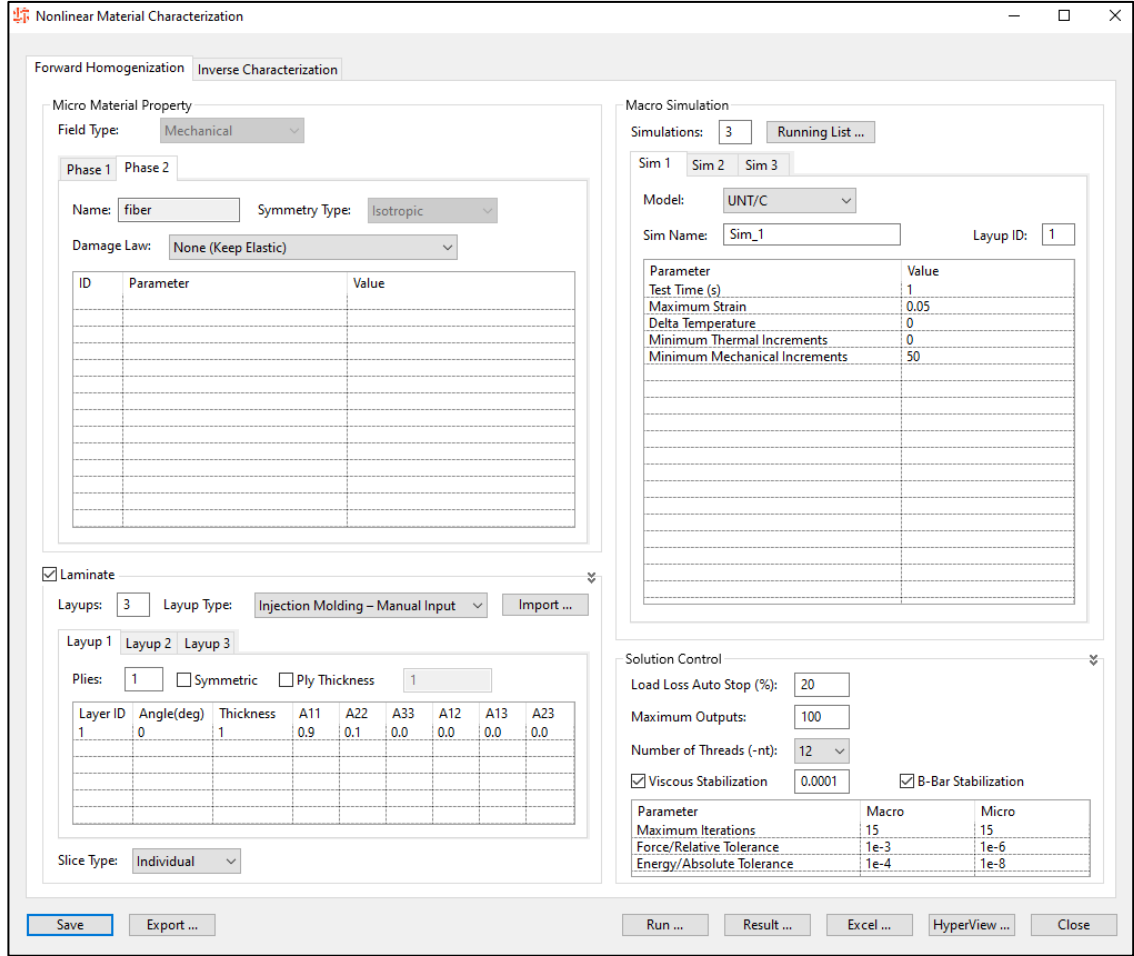 Nonlinear Material Characterization
Forward Homogenization Inverse Characterization
Micro Material Property
Field Type: Mechanical
Phase 1 Phase 2
Name: fiber Symmetry Type: Isotropic
Damage Law: None (Keep Elastic)
ID Parameter Value
Laminate
Layups: 3 Layup Type: Injection Molding – Manual Input Import ...
Layup 1 Layup 2 Layup 3
Plies: 1 Symmetric Ply Thickness 1
Layer ID Angle(deg) Thickness A11 A22 A33 A12 A13 A23
1 0 1 0.9 0.1 0.0 0.0 0.0 0.0
Slice Type: Individual
Macro Simulation
Simulations: 3 Running List ...
Sim 1 Sim 2 Sim 3
Model: UNT/C
Sim Name: Sim_1 Layup ID: 1
Parameter Value
Test Time (s) 1
Maximum Strain 0.05
Delta Temperature 0
Minimum Thermal Increments 0
Minimum Mechanical Increments 50
Solution Control
Load Loss Auto Stop (%): 20
Maximum Outputs: 100
Number of Threads (-nt): 12
Viscous Stabilization 0.0001 B-Bar Stabilization
Parameter Macro Micro
Maximum Iterations 15 15
Force/Relative Tolerance 1e-3 1e-6
Energy/Absolute Tolerance 1e-4 1e-8
Save Export ... Run ... Result ... Excel ... HyperView ... Close